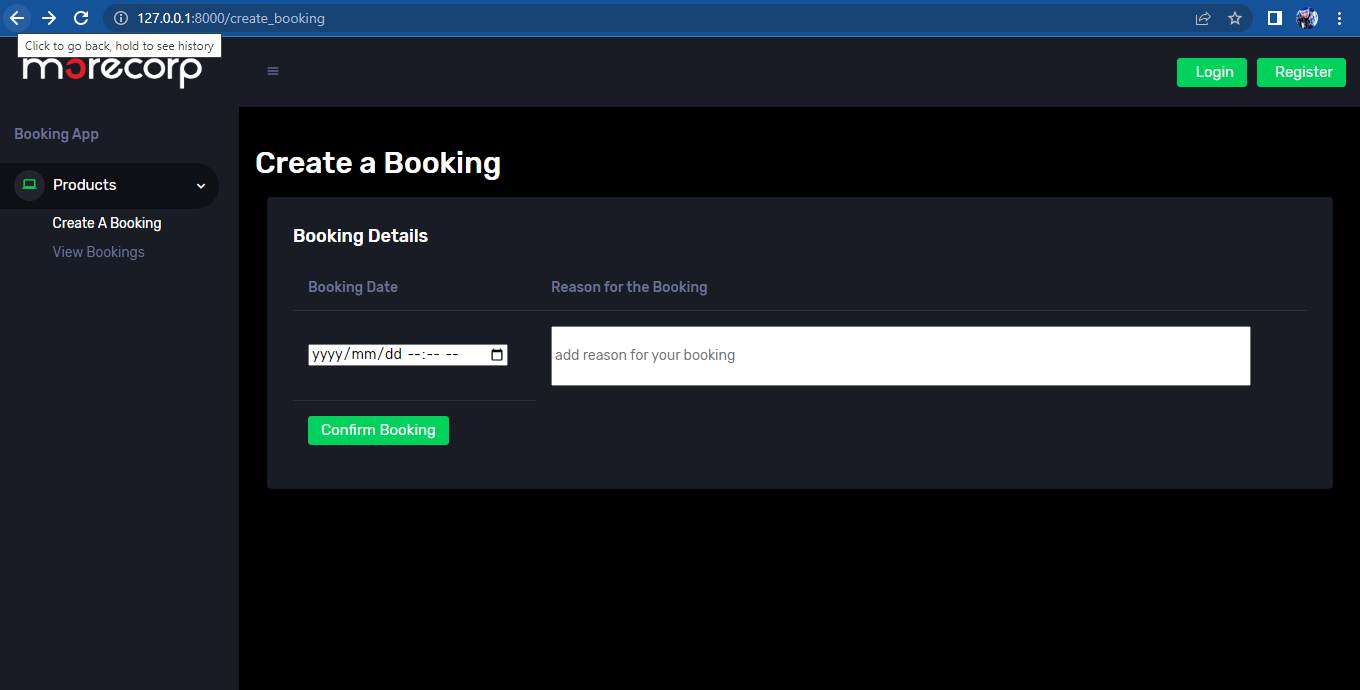 127.0.0.1:8000/create_booking
Click to go back, hold to see history
morecorp
Login
Register
Booking App
Products
Create A Booking
View Bookings
Create a Booking
Booking Details
Booking Date
Reason for the Booking
yyyy/mm/dd --:-- --
add reason for your booking
Confirm Booking